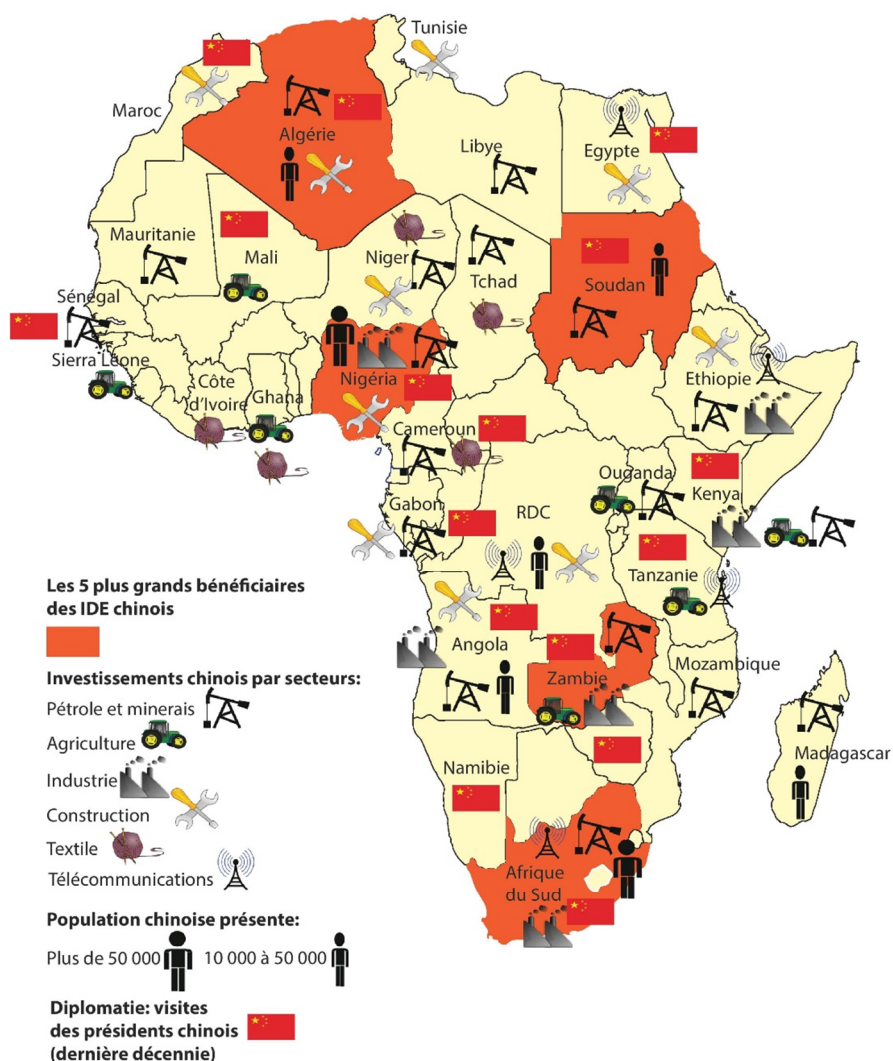 Tunisie
Maroc
Algérie
Libye
Egypte
Mauritanie
Mali
Niger
Tchad
Soudan
Sénégal
Sierra Leone
Côte
d'Ivoire
Ghana
Nigéria
Ethiopie
Cameroun
Ouganda
Kenya
Gabon
RDC
Tanzanie
Angola
Zambie
Mozambique
Namibie
Madagascar
Afrique
du Sud
Les 5 plus grands bénéficiaires
des IDE chinois
Investissements chinois par secteurs:
Pétrole et minerais
Agriculture
Industrie
Construction
Textile
Télécommunications
Population chinoise présente:
Plus de 50 000 10 000 à 50 000
Diplomatie: visites
des présidents chinois
(dernière décennie)